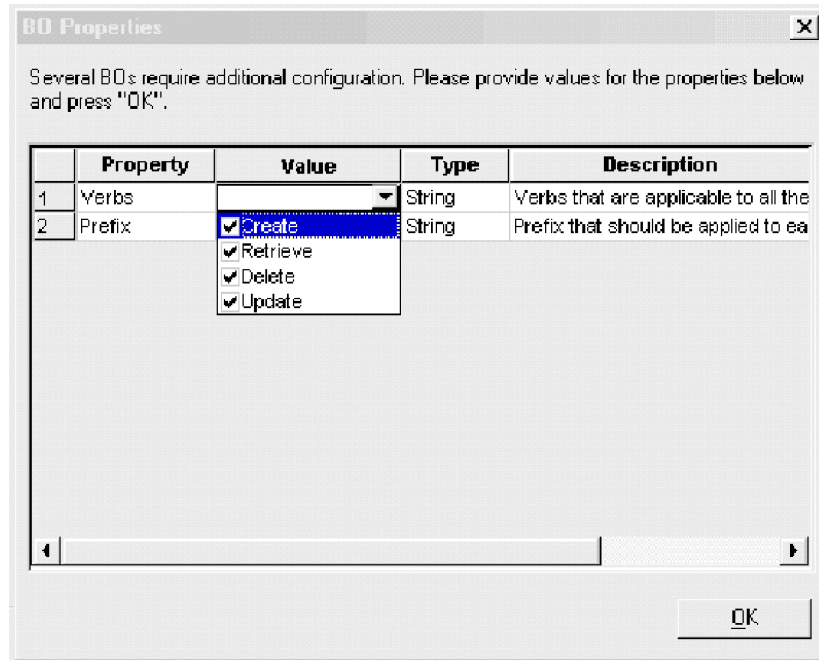 BO Properties
Several BOs require additional configuration. Please provide values for the properties below
and press "OK".
Property Value Type Description
1 Verbs String Verbs that are applicable to all the
2 Prefix String Prefix that should be applied to ea
Create
Retrieve
Delete
Update
OK